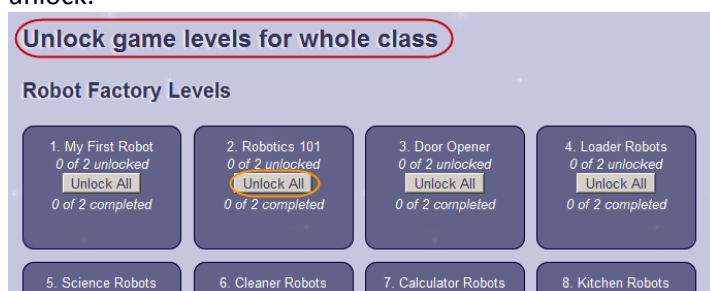 unlock.
Unlock game levels for whole class
Robot Factory Levels
1. My First Robot
0 of 2 unlocked
Unlock All
0 of 2 completed
2. Robotics 101
0 of 2 unlocked
Unlock All
0 of 2 completed
3. Door Opener
0 of 2 unlocked
Unlock All
0 of 2 completed
4. Loader Robots
0 of 2 unlocked
Unlock All
0 of 2 completed
5. Science Robots
6. Cleaner Robots
7. Calculator Robots
8. Kitchen Robots